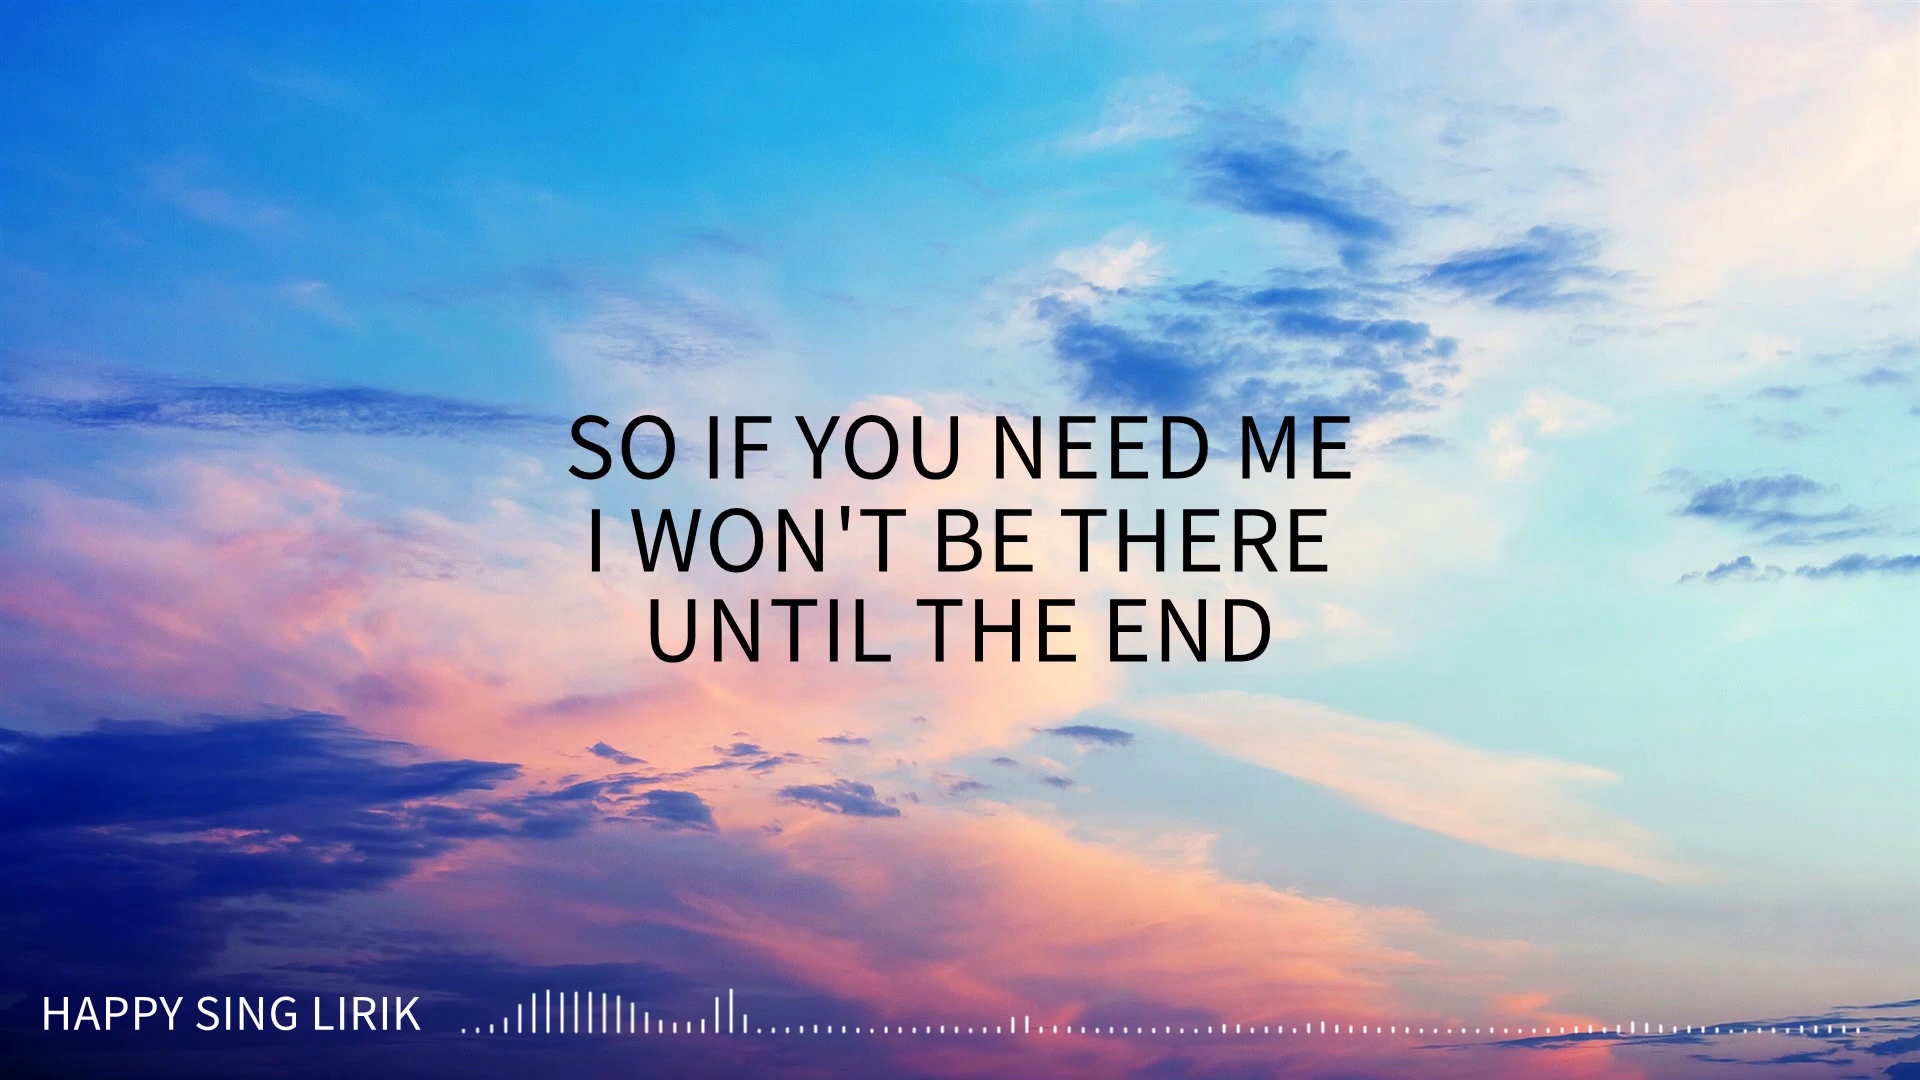 SO IF YOU NEED ME
I WON'T BE THERE
UNTIL THE END
HAPPY SING LIRIK